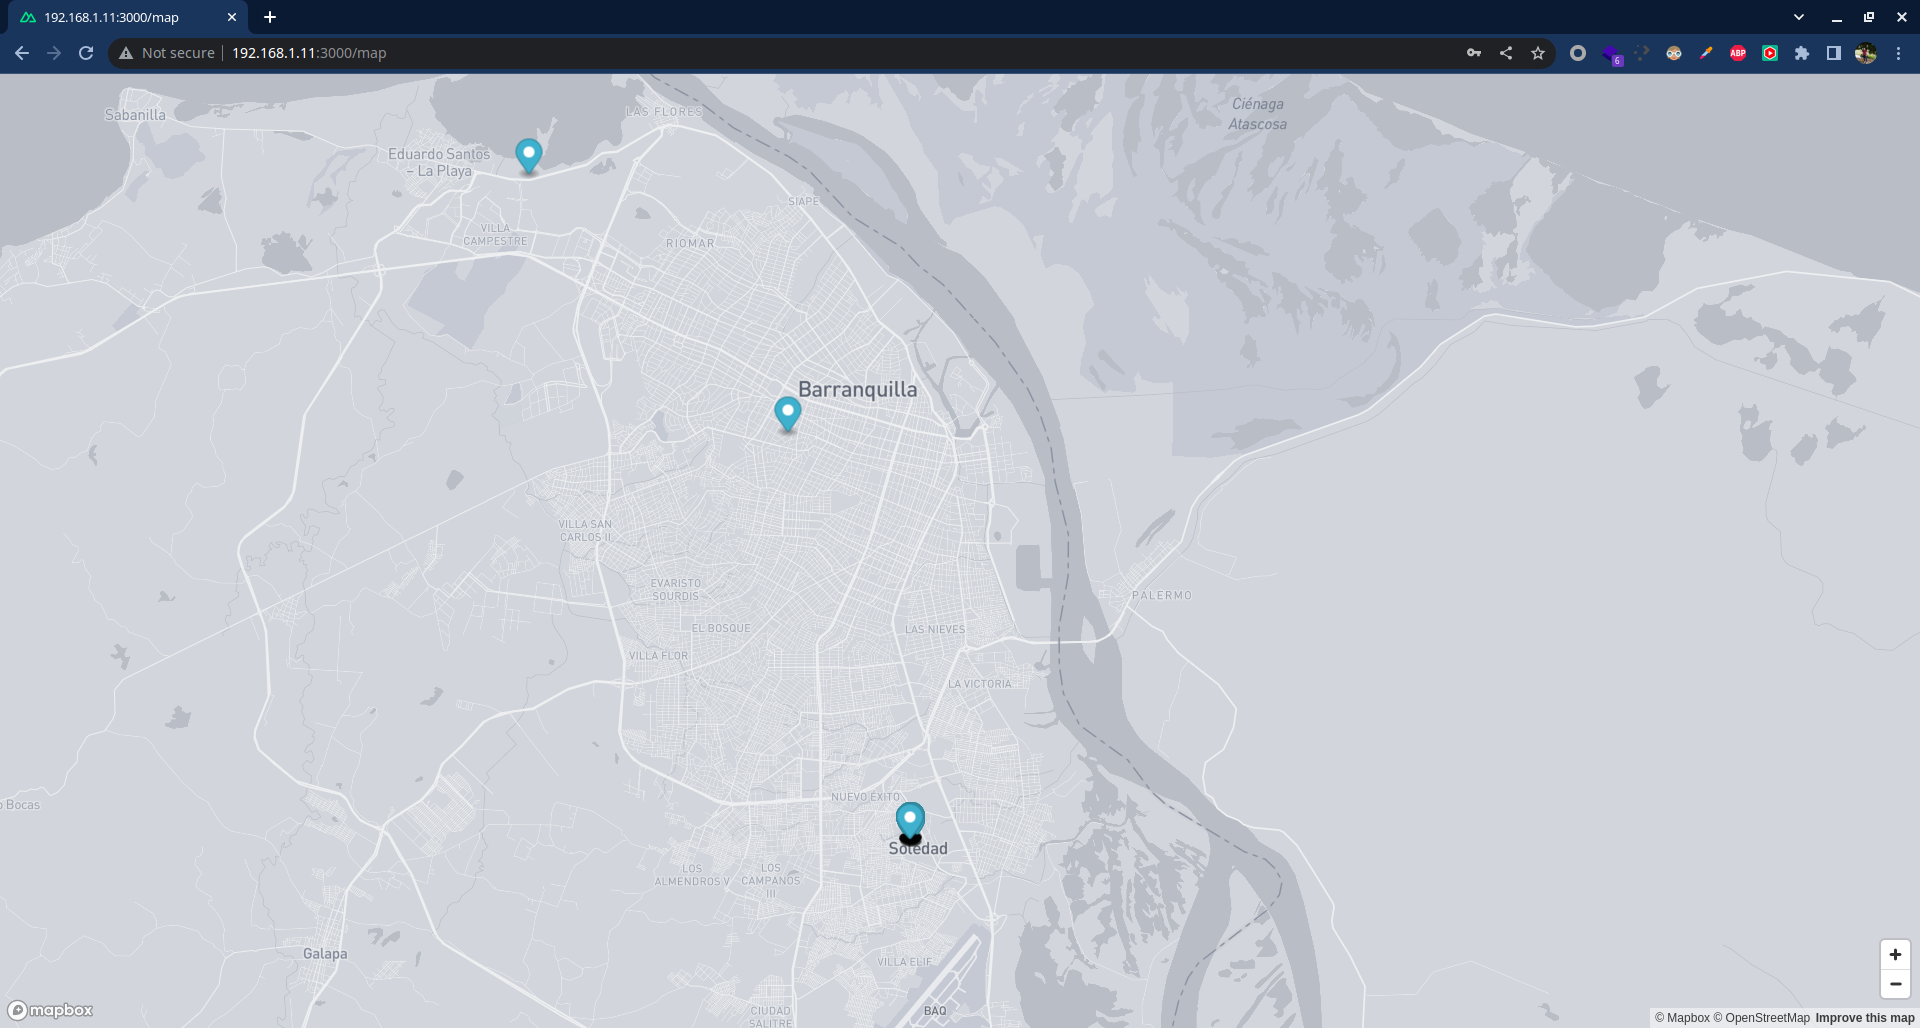 192.168.1.11:3000/map
Not secure
192.168.1.11:3000/map
6
ABP
Sabanilla
LAS FLORES
Ciénaga
Atascosa
Eduardo Santos
– La Playa
SIAPE
VILLA
CAMPESTRE
RIOMAR
Barranquilla
VILLA SAN
CARLOS II
EVARISTO
SOURDIS
PALERMO
EL BOSQUE
LAS NIEVES
VILLA FLOR
LA VICTORIA
NUEVO ÉXITO
o Bocas
Soledad
LOS
ALMENDROS V
LOS
CAMPANOS
III
Galapa
VILLA ELIF
BAQ
CIUDAD
SALITRE
+
−
mapbox
© Mapbox © OpenStreetMap Improve this map